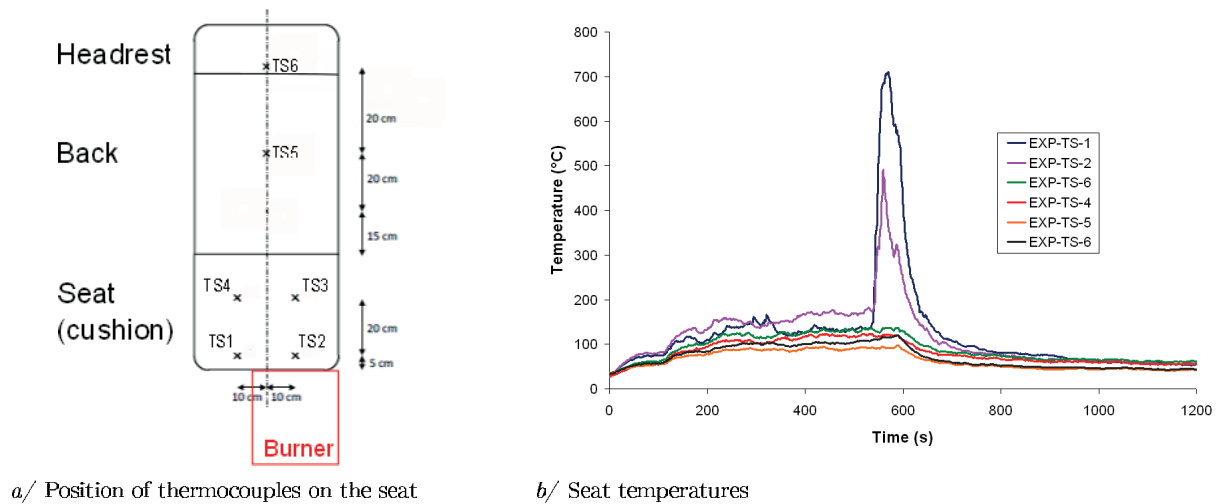 Headrest
TS6
20 cm
Back
TS5
20 cm
15 cm
TS4
TS3
Seat
(cushion)
20 cm
TS1
TS2
5 cm
10 cm
10 cm
Burner
a/ Position of thermocouples on the seat
800
700
600
500
400
300
200
100
0
Temperature (°C)
0
200
400
600
800
1000
1200
Time (s)
EXP-TS-1
EXP-TS-2
EXP-TS-6
EXP-TS-4
EXP-TS-5
EXP-TS-6
b/ Seat temperatures